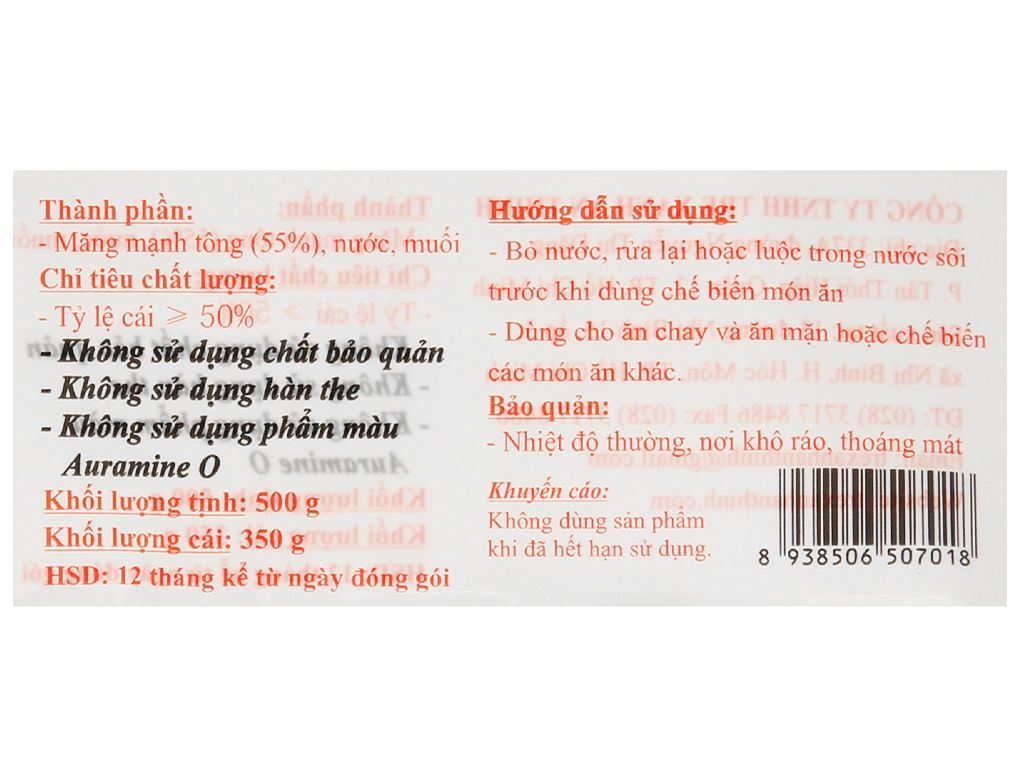 Thành phần:
- Măng mạnh tông (55%), nước, muối
Chỉ tiêu chất lượng:
- Tỷ lệ cái ⩾ 50%
- Không sử dụng chất bảo quản
- Không sử dụng hàn the
- Không sử dụng phẩm màu
Auramine O
Khối lượng tịnh: 500 g
Khối lượng cái: 350 g
HSD: 12 tháng kể từ ngày đóng gói
Hướng dẫn sử dụng:
- Bỏ nước, rửa lại hoặc luộc trong nước sôi
trước khi dùng chế biến món ăn
- Dùng cho ăn chay và ăn mặn hoặc chế biến
các món ăn khác.
Bảo quản:
- Nhiệt độ thường, nơi khô ráo, thoáng mát
Khuyến cáo:
Không dùng sản phẩm
khi đã hết hạn sử dụng.
8 938506 507018